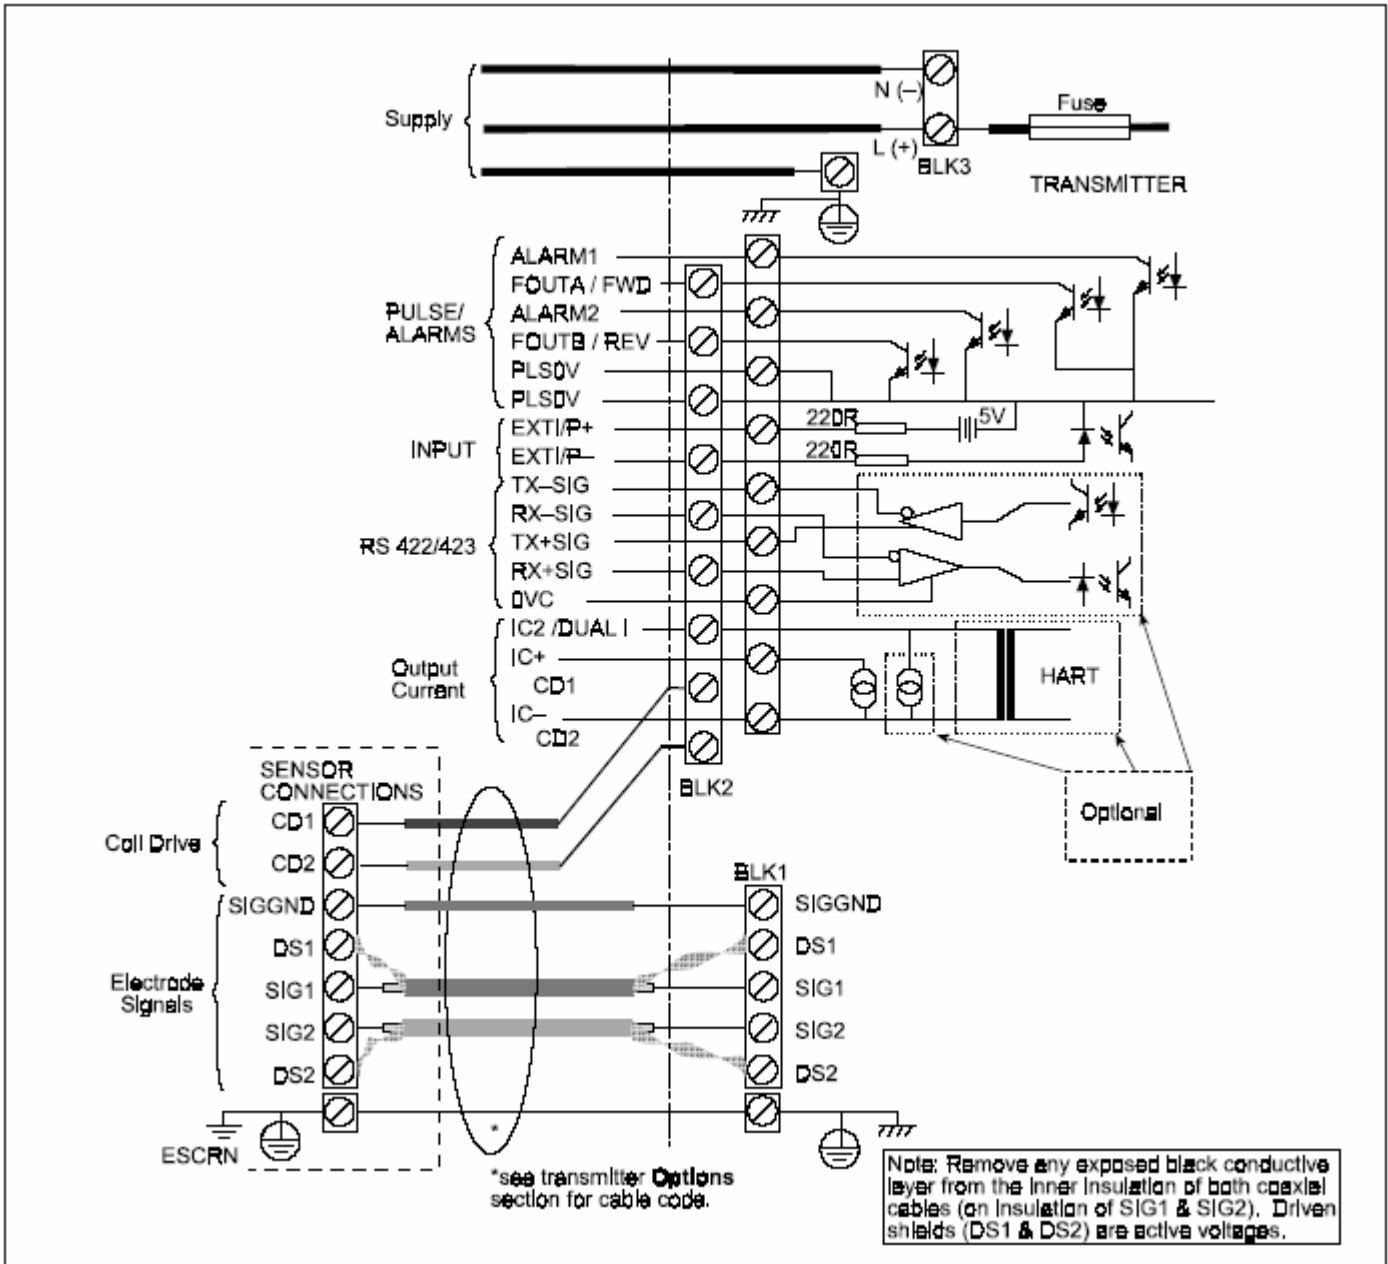 N (–)
Supply
Fuse
L (+)
BLK3
TRANSMITTER
ALARM1
FOUTA / FWD
PULSE/
ALARMS
ALARM2
FOUTB / REV
PLS0V
PLS0V
INPUT
EXTI/P+
220R
5V
EXTI/P–
220R
RS 422/423
TX–SIG
RX–SIG
TX+SIG
RX+SIG
0VC
Output
Current
IC2 /DUAL I
IC+
CD1
IC–
CD2
HART
BLK2
Optional
SENSOR
CONNECTIONS
Coil Drive
CD1
CD2
BLK1
SIGGND
SIGGND
DS1
DS1
Electrode
Signals
SIG1
SIG1
SIG2
SIG2
DS2
DS2
ESCRN
*
*see transmitter Options
section for cable code.
Note: Remove any exposed black conductive
layer from the inner insulation of both coaxial
cables (on insulation of SIG1 & SIG2). Driven
shields (DS1 & DS2) are active voltages.